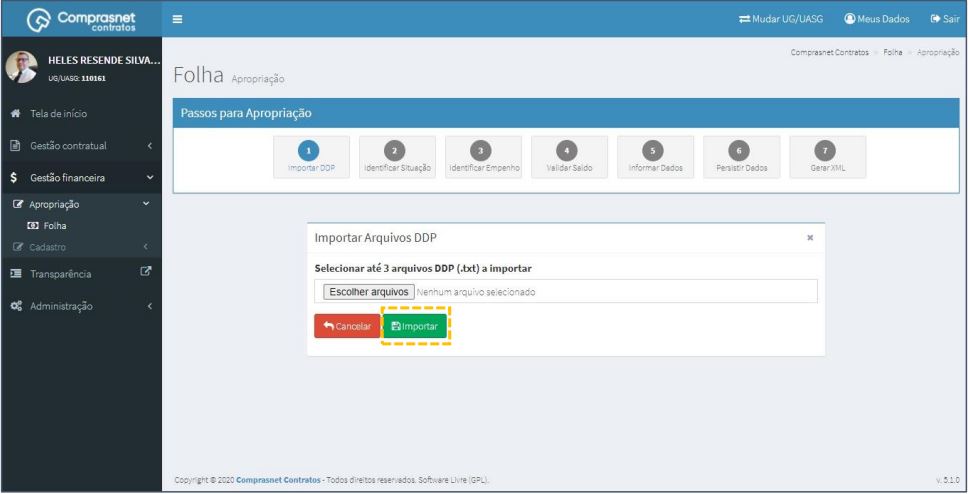 Comprasnet
contratos
Mudar UG/UASG Meus Dados Sair
HELES RESENDE SILVA...
UG/UASG: 110161
Comprasnet Contratos > Folha > Apropriação
Folha Apropriação
Tela de início
Gestão contratual
Gestão financeira
Apropriação
Folha
Cadastro
Transparência
Administração
Passos para Apropriação
1 2 3 4 5 6 7
Importar DDP Identificar Situação Identificar Empenho Validar Saldo Informar Dados Persistir Dados Gerar XML
Importar Arquivos DDP
Selecionar até 3 arquivos DDP (.txt) a importar
Escolher arquivos Nenhum arquivo selecionado
Cancelar Importar
Copyright © 2020 Comprasnet Contratos - Todos direitos reservados. Software Livre (GPL). v. 5.1.0